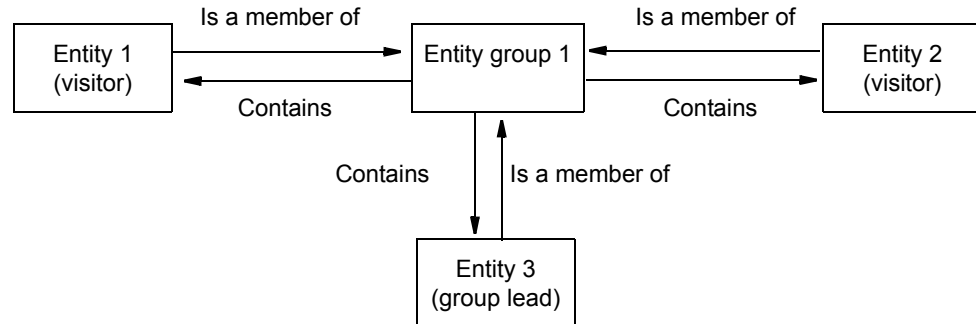 Is a member of
Is a member of
Entity 1
(visitor)
Entity group 1
Entity 2
(visitor)
Contains
Contains
Contains
Is a member of
Entity 3
(group lead)